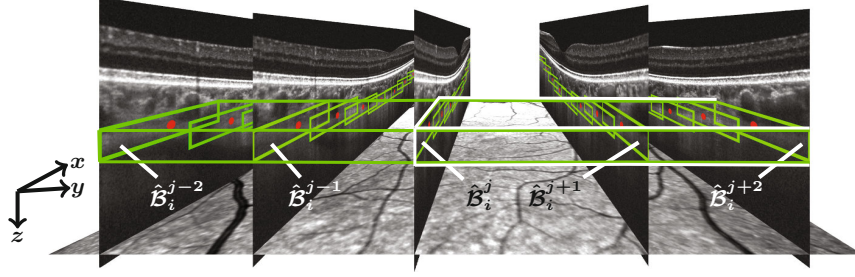 x
y
z
$\hat{\mathcal{B}}_i^{j-2}$
$\hat{\mathcal{B}}_i^{j-1}$
$\hat{\mathcal{B}}_i^{j}$
$\hat{\mathcal{B}}_i^{j+1}$
$\hat{\mathcal{B}}_i^{j+2}$